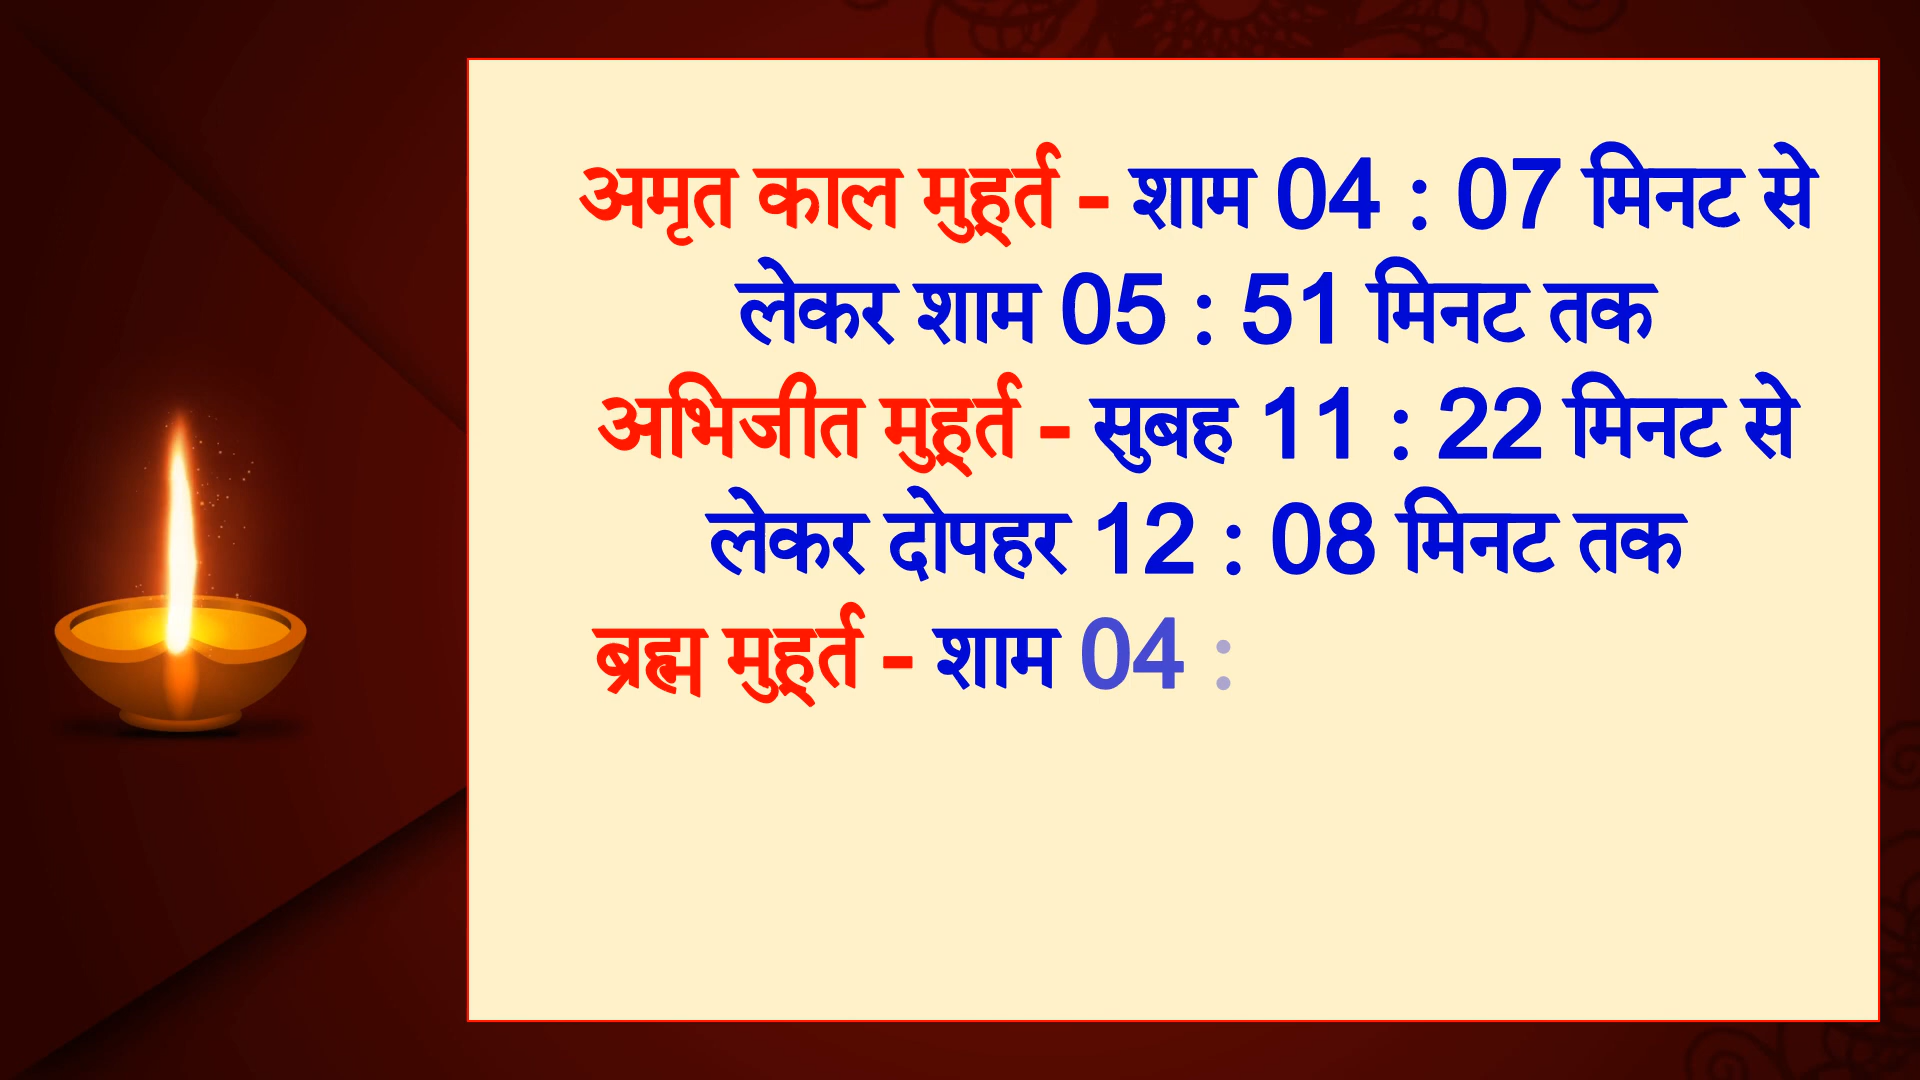 अमृत काल मुहूर्त - शाम 04 : 07 मिनट से
लेकर शाम 05 : 51 मिनट तक
अभिजीत मुहूर्त - सुबह 11 : 22 मिनट से
लेकर दोपहर 12 : 08 मिनट तक
ब्रह्म मुहूर्त - शाम 04 :